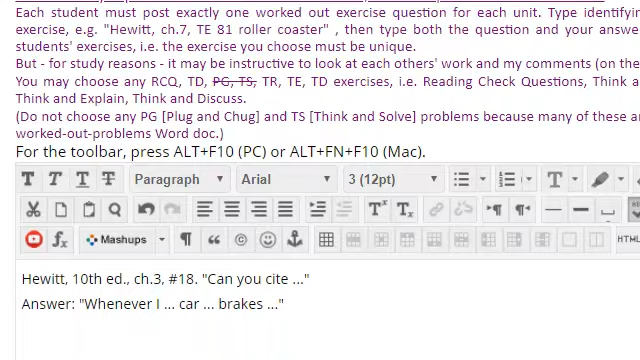 Each student must post exactly one worked out exercise question for each unit. Type
exercise, e.g. "Hewitt, ch.7, TE 81 roller coaster" , then type both the question and your
students' exercises, i.e. the exercise you choose must be unique.
But - for study reasons - it may be instructive to look at each others' work and my comments (on
You may choose any RCQ, TD, PG, TS, TR, TE, TD exercises, i.e. Reading Check Questions, Think
Think and Explain, Think and Discuss.
(Do not choose any PG [Plug and Chug] and TS [Think and Solve] problems because many of these
worked-out-problems Word doc.)
For the toolbar, press ALT+F10 (PC) or ALT+FN+F10 (Mac).
T T T T Paragraph Arial 3 (12pt) T
Tx Tx
fx Mashups HTML
Hewitt, 10th ed., ch.3, #18. "Can you cite ..."
Answer: "Whenever I ... car ... brakes ..."